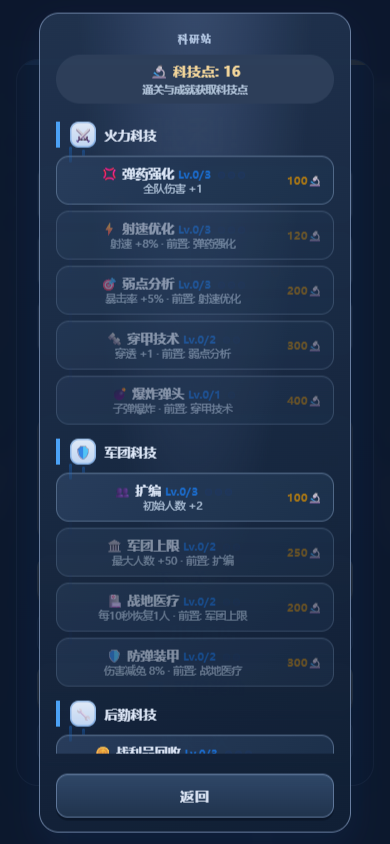 科研站
科技点: 16
通关与成就获取科技点
火力科技
弹药强化 Lv.0/3
全队伤害 +1
100
射速优化 Lv.0/3
射速 +8% · 前置: 弹药强化
120
弱点分析 Lv.0/3
暴击率 +5% · 前置: 射速优化
200
穿甲技术 Lv.0/2
穿透 +1 · 前置: 弱点分析
300
爆炸弹头 Lv.0/1
子弹爆炸 · 前置: 穿甲技术
400
军团科技
扩编 Lv.0/3
初始人数 +2
100
军团上限 Lv.0/2
最大人数 +50 · 前置: 扩编
250
战地医疗 Lv.0/2
每10秒恢复1人 · 前置: 军团上限
200
防弹装甲 Lv.0/2
伤害减免 8% · 前置: 战地医疗
300
后勤科技
战利品回收 Lv.0/3
返回